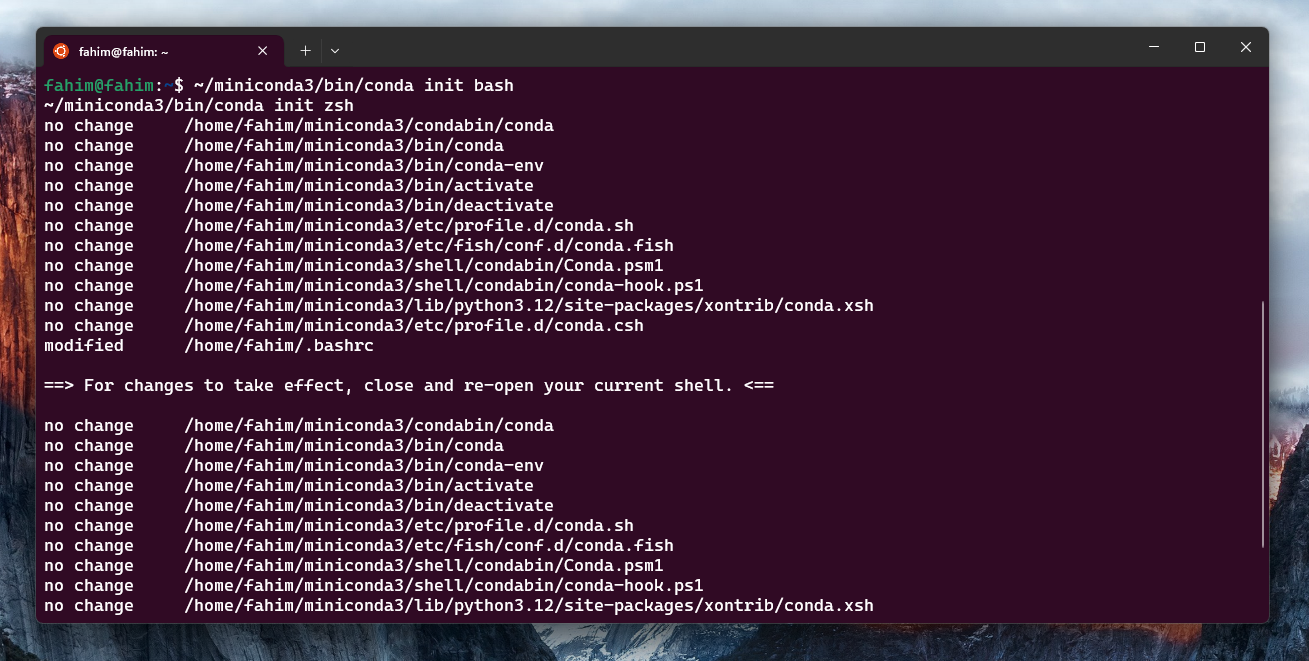 fahim@fahim: ~
fahim@fahim:~$ ~/miniconda3/bin/conda init bash
~/miniconda3/bin/conda init zsh
no change     /home/fahim/miniconda3/condabin/conda
no change     /home/fahim/miniconda3/bin/conda
no change     /home/fahim/miniconda3/bin/conda-env
no change     /home/fahim/miniconda3/bin/activate
no change     /home/fahim/miniconda3/bin/deactivate
no change     /home/fahim/miniconda3/etc/profile.d/conda.sh
no change     /home/fahim/miniconda3/etc/fish/conf.d/conda.fish
no change     /home/fahim/miniconda3/shell/condabin/Conda.psm1
no change     /home/fahim/miniconda3/shell/condabin/conda-hook.ps1
no change     /home/fahim/miniconda3/lib/python3.12/site-packages/xontrib/conda.xsh
no change     /home/fahim/miniconda3/etc/profile.d/conda.csh
modified      /home/fahim/.bashrc
==> For changes to take effect, close and re-open your current shell. <==
no change     /home/fahim/miniconda3/condabin/conda
no change     /home/fahim/miniconda3/bin/conda
no change     /home/fahim/miniconda3/bin/conda-env
no change     /home/fahim/miniconda3/bin/activate
no change     /home/fahim/miniconda3/bin/deactivate
no change     /home/fahim/miniconda3/etc/profile.d/conda.sh
no change     /home/fahim/miniconda3/etc/fish/conf.d/conda.fish
no change     /home/fahim/miniconda3/shell/condabin/Conda.psm1
no change     /home/fahim/miniconda3/shell/condabin/conda-hook.ps1
no change     /home/fahim/miniconda3/lib/python3.12/site-packages/xontrib/conda.xsh